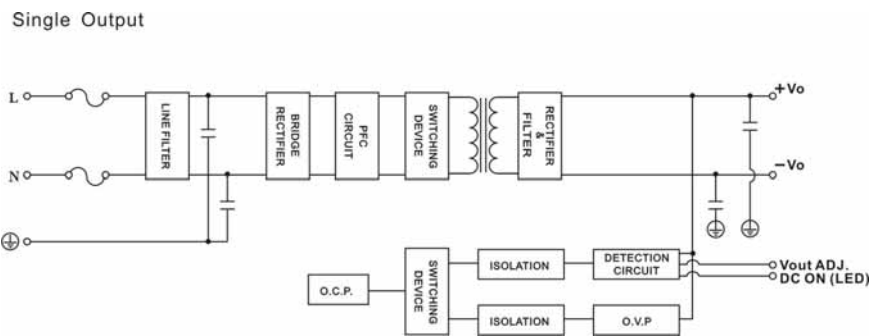 Single Output
L
N
LINE FILTER
BRIDGE
RECTIFIER
PFC
CIRCUIT
SWITCHING
DEVICE
RECTIFIER
&
FILTER
+Vo
−Vo
O.C.P.
SWITCHING
DEVICE
ISOLATION
DETECTION
CIRCUIT
Vout ADJ.
DC ON (LED)
ISOLATION
O.V.P